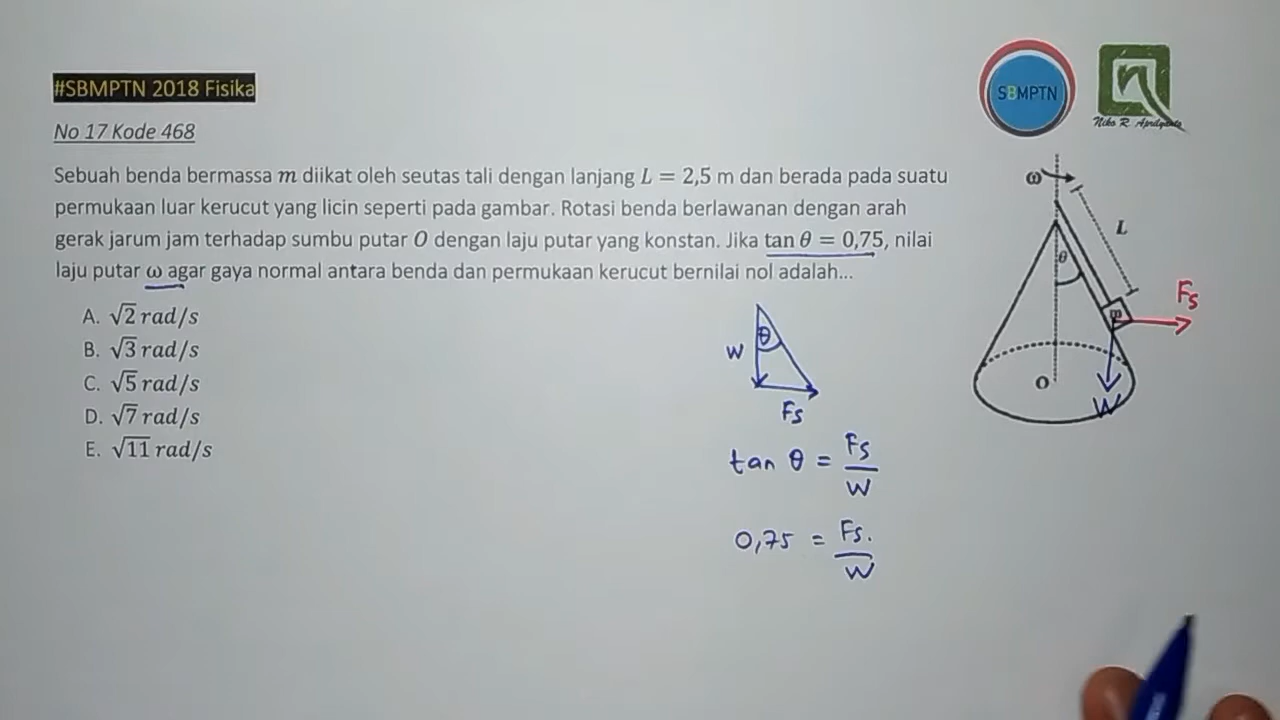 #SBMPTN 2018 Fisika
SBMPTN
Niko R. Apriliyanto
No 17 Kode 468
Sebuah benda bermassa m diikat oleh seutas tali dengan lanjang L = 2,5 m dan berada pada suatu
permukaan luar kerucut yang licin seperti pada gambar. Rotasi benda berlawanan dengan arah
gerak jarum jam terhadap sumbu putar O dengan laju putar yang konstan. Jika tan θ = 0,75, nilai
laju putar ω agar gaya normal antara benda dan permukaan kerucut bernilai nol adalah...
A. √2 rad/s
B. √3 rad/s
C. √5 rad/s
D. √7 rad/s
E. √11 rad/s
ω
L
θ
m
Fs
O
W
θ
W
Fs
tan θ = Fs
W
0,75 = Fs.
W